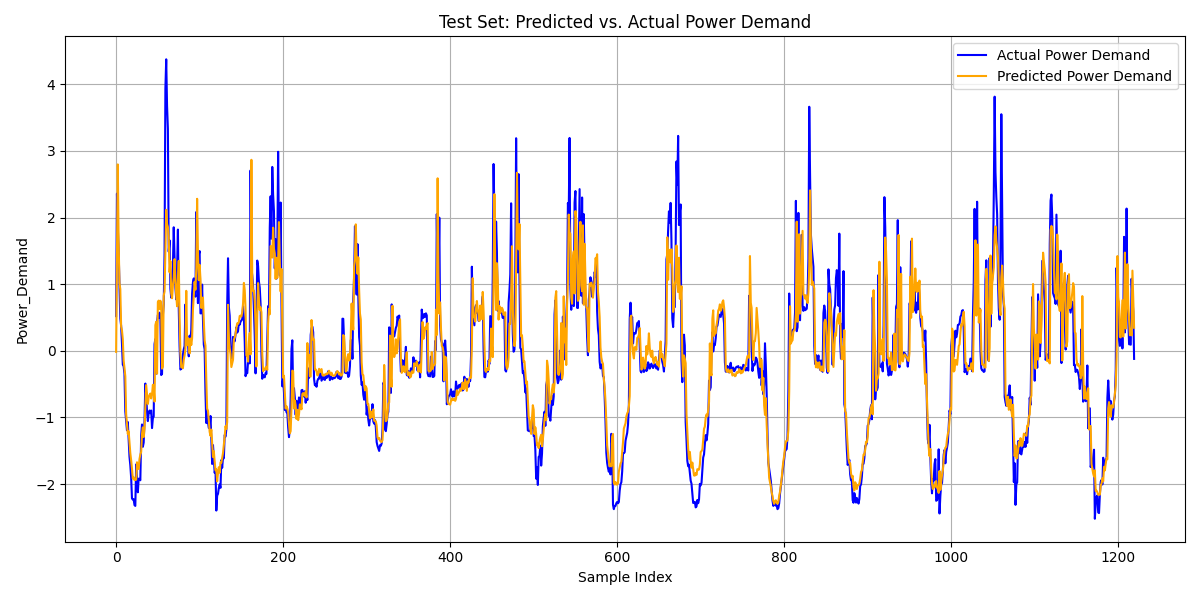 Test Set: Predicted vs. Actual Power Demand
Actual Power Demand
Predicted Power Demand
Power_Demand
4
3
2
1
0
−1
−2
0
200
400
600
800
1000
1200
Sample Index